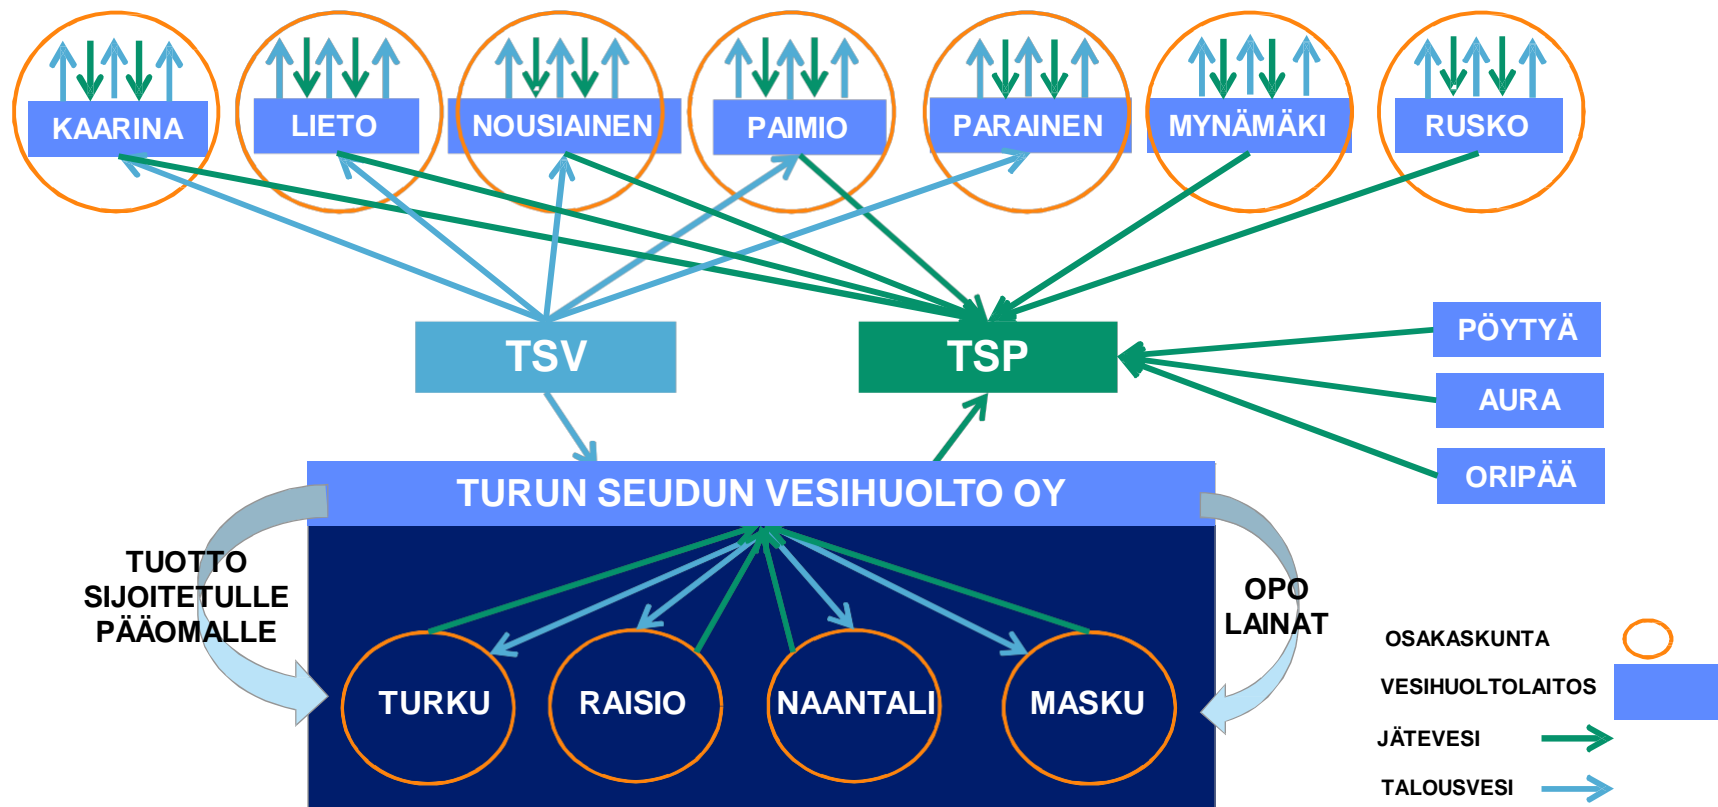 KAARINA
LIETO
NOUSIAINEN
PAIMIO
PARAINEN
MYNÄMÄKI
RUSKO
TSV
TSP
PÖYTYÄ
AURA
ORIPÄÄ
TURUN SEUDUN VESIHUOLTO OY
TUOTTO
SIJOITETULLE
PÄÄOMALLE
OPO
LAINAT
TURKU
RAISIO
NAANTALI
MASKU
OSAKASKUNTA
VESIHUOLTOLAITOS
JÄTEVESI
TALOUSVESI